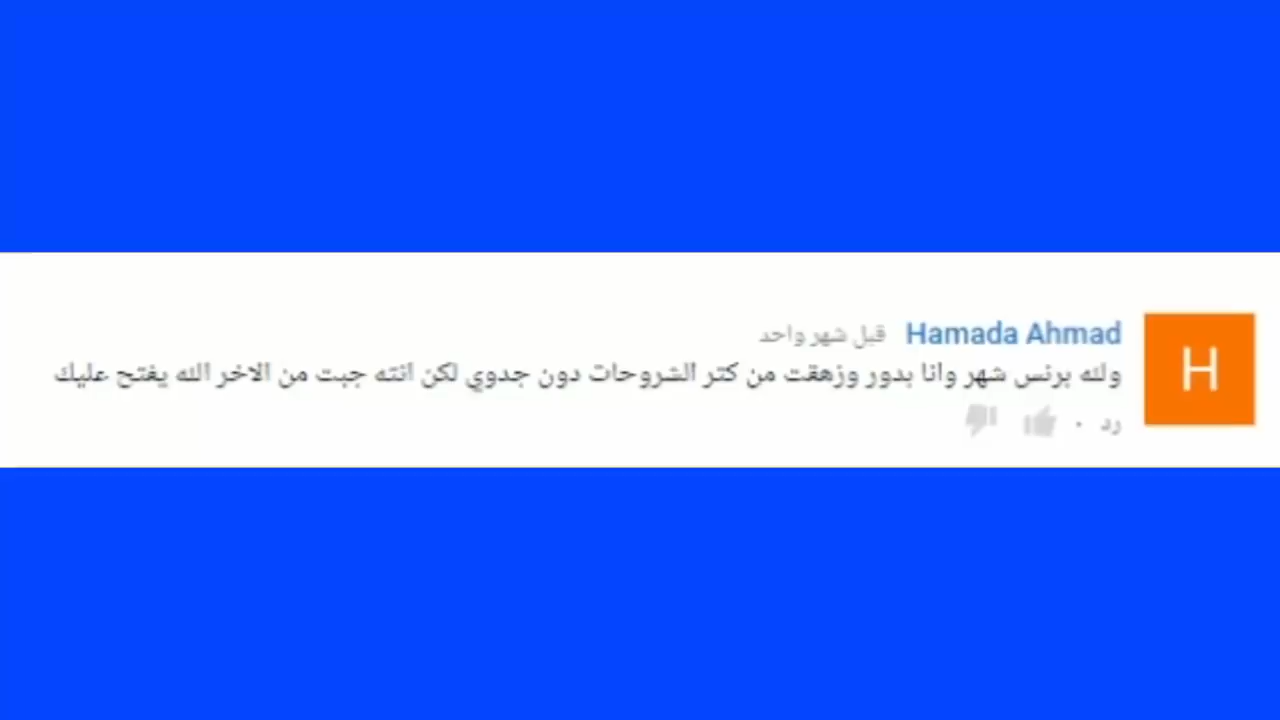 H
Hamada Ahmad قبل شهر واحد
ولله برنس شهر وانا بدور وزهقت من كتر الشروحات دون جدوي لكن انته جبت من الاخر الله يفتح عليك
رد •